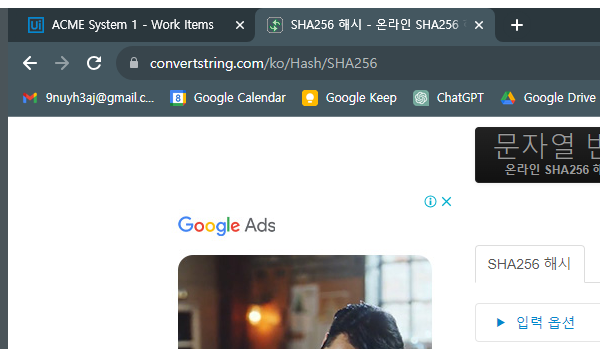 ACME System 1 - Work Items
SHA256 해시 - 온라인 SHA256
convertstring.com/ko/Hash/SHA256
9nuyh3aj@gmail.c...
Google Calendar
Google Keep
ChatGPT
Google Drive
문자열
온라인 SHA256
Google Ads
SHA256 해시
입력 옵션